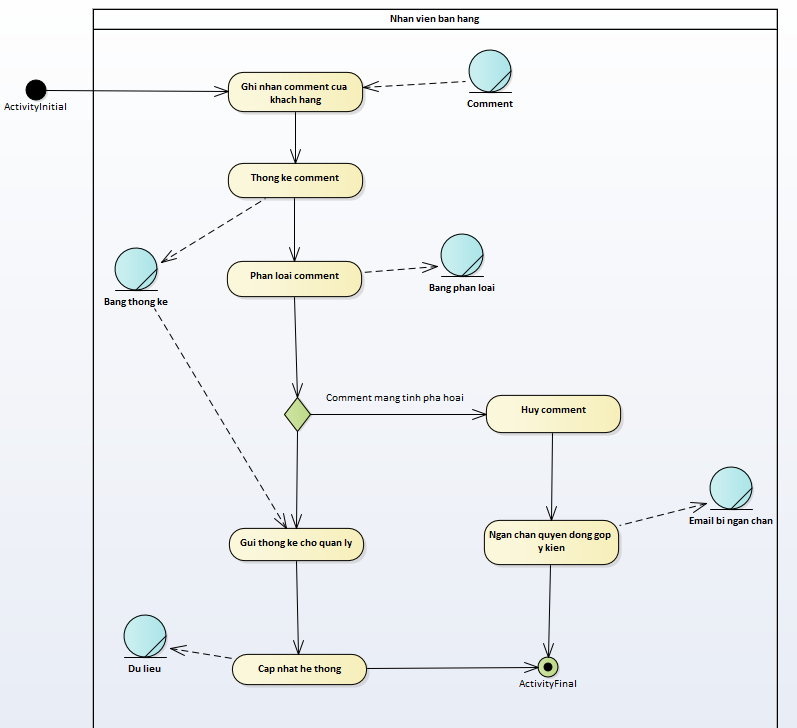 Nhan vien ban hang
ActivityInitial
Ghi nhan comment cua
khach hang
Comment
Thong ke comment
Phan loai comment
Bang thong ke
Bang phan loai
Comment mang tinh pha hoai
Huy comment
Ngan chan quyen dong gop
y kien
Email bi ngan chan
Gui thong ke cho quan ly
Du lieu
Cap nhat he thong
ActivityFinal